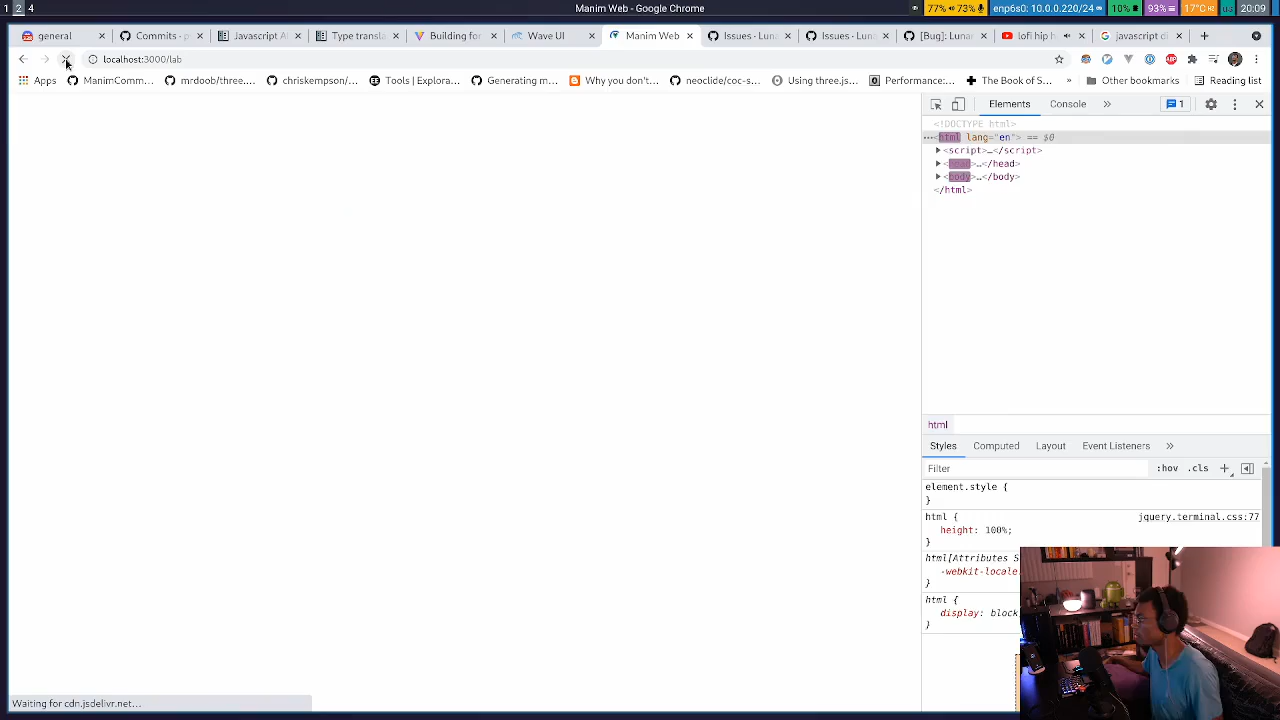 1 2 4
Manim Web - Google Chrome
77% 73%
enp6s0: 10.0.0.220/24
10%
93%
17°C
us
20:09
general
Commits - p
Javascript A
Type transla
Building for
Wave UI
Manim Web
Issues - Luna
Issues - Luna
[Bug]: Lunar
lofi hip h
javascript di
localhost:3000/lab
Apps
ManimComm...
mrdoob/three....
chriskempson/...
Tools | Explora...
Generating m...
Why you don't...
neoclide/coc-s...
Using three.js...
Performance:...
The Book of S...
»
Other bookmarks
Reading list
Elements
Console
»
1
<!DOCTYPE html>
<html lang="en"> == $0
<script>…</script>
<head>…</head>
<body>…</body>
</html>
html
Styles
Computed
Layout
Event Listeners
»
Filter
:hov
.cls
element.style {
}
html {
jquery.terminal.css:77
height: 100%;
}
html[Attributes S
-webkit-locale
}
html {
display: block
}
Waiting for cdn.jsdelivr.net...